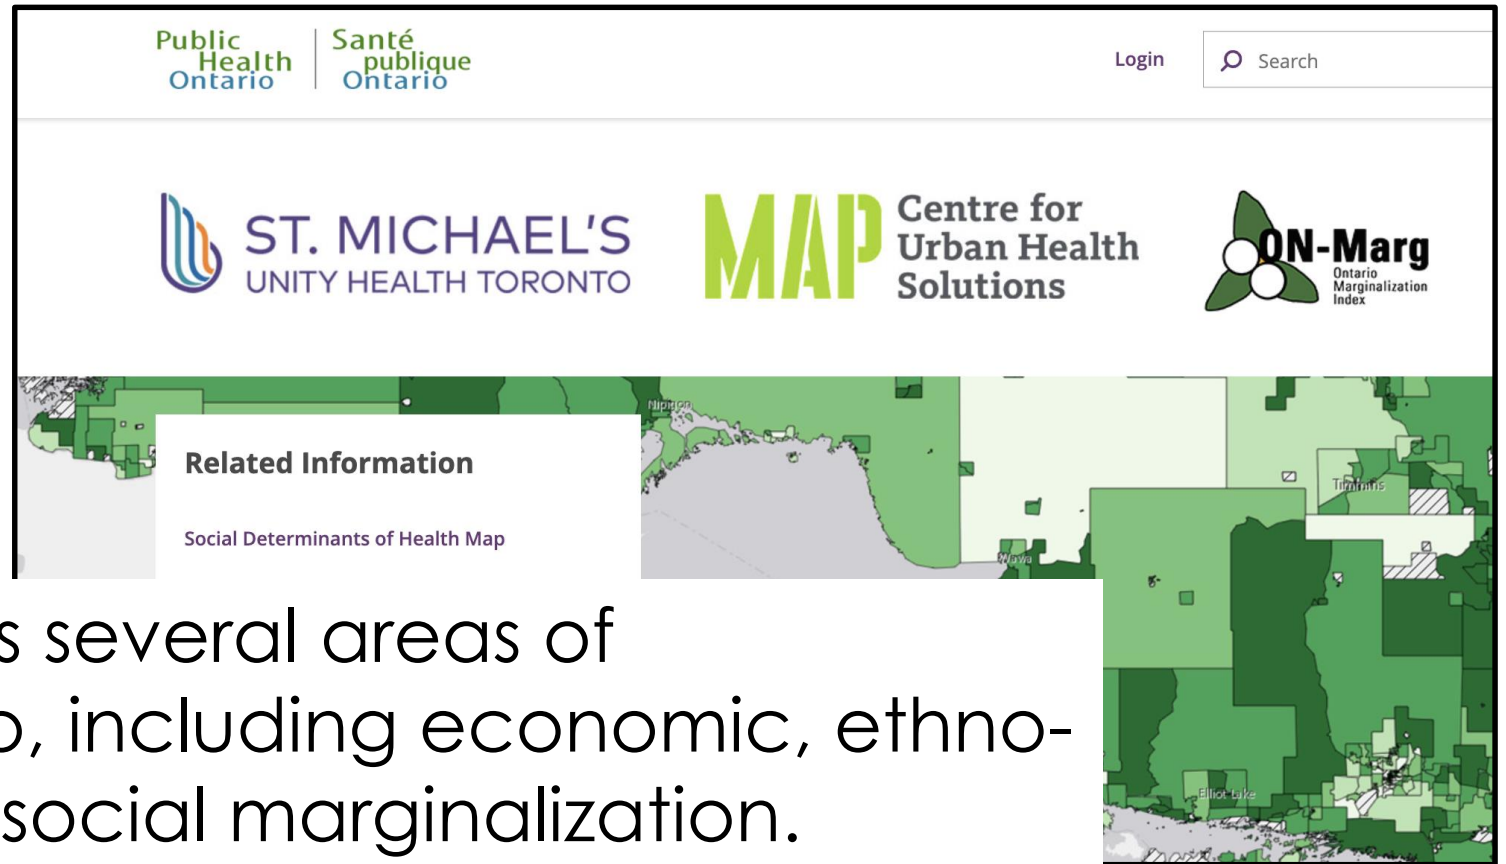 Public Health Ontario
Santé publique Ontario
Login
Search
ST. MICHAEL'S
UNITY HEALTH TORONTO
MAP
Centre for
Urban Health
Solutions
ON-Marg
Ontario
Marginalization
Index
Nipigon
Related Information
Timmins
Social Determinants of Health Map
Wawa
s several areas of
o, including economic, ethno-
social marginalization.
Elliot Lake